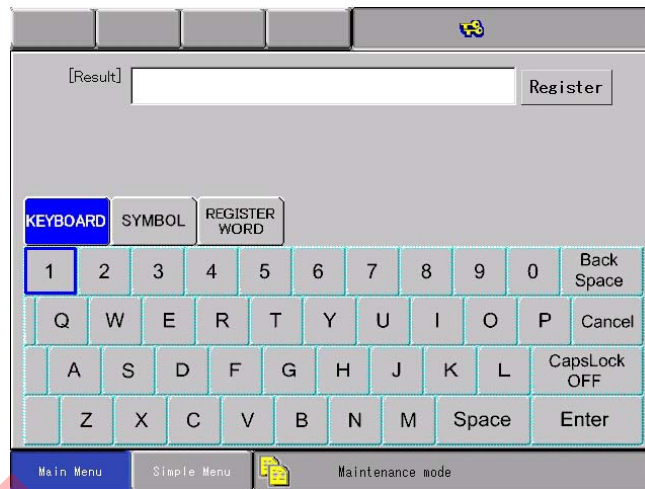 [Result]
Register
KEYBOARD SYMBOL REGISTER
WORD
1 2 3 4 5 6 7 8 9 0 Back
Space
Q W E R T Y U I O P Cancel
A S D F G H J K L CapsLock
OFF
Z X C V B N M Space Enter
Main Menu Simple Menu Maintenance mode